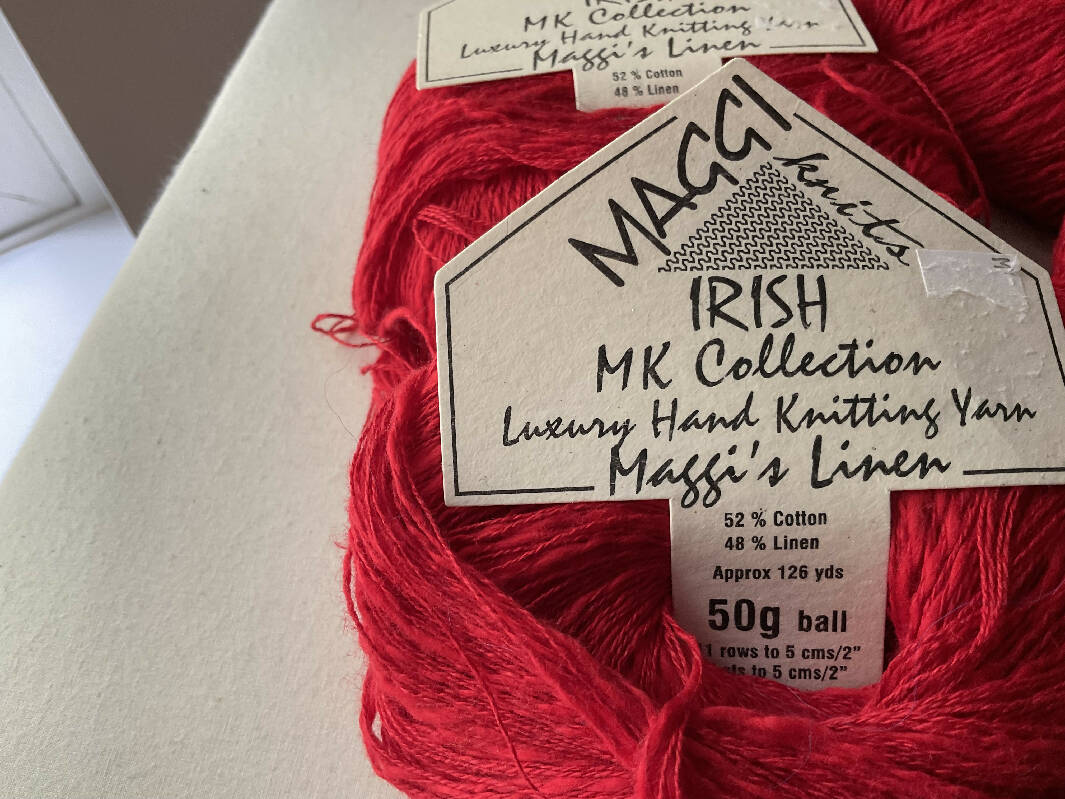 MK Collection
Luxury Hand Knitting Yarn
Maggi's Linen
52 % Cotton
48 % Linen
MAGGI
knits
IRISH
MK Collection
Luxury Hand Knitting Yarn
Maggi's Linen
52 % Cotton
48 % Linen
Approx 126 yds
50g ball
rows to 5 cms/2”
to 5 cms/2”